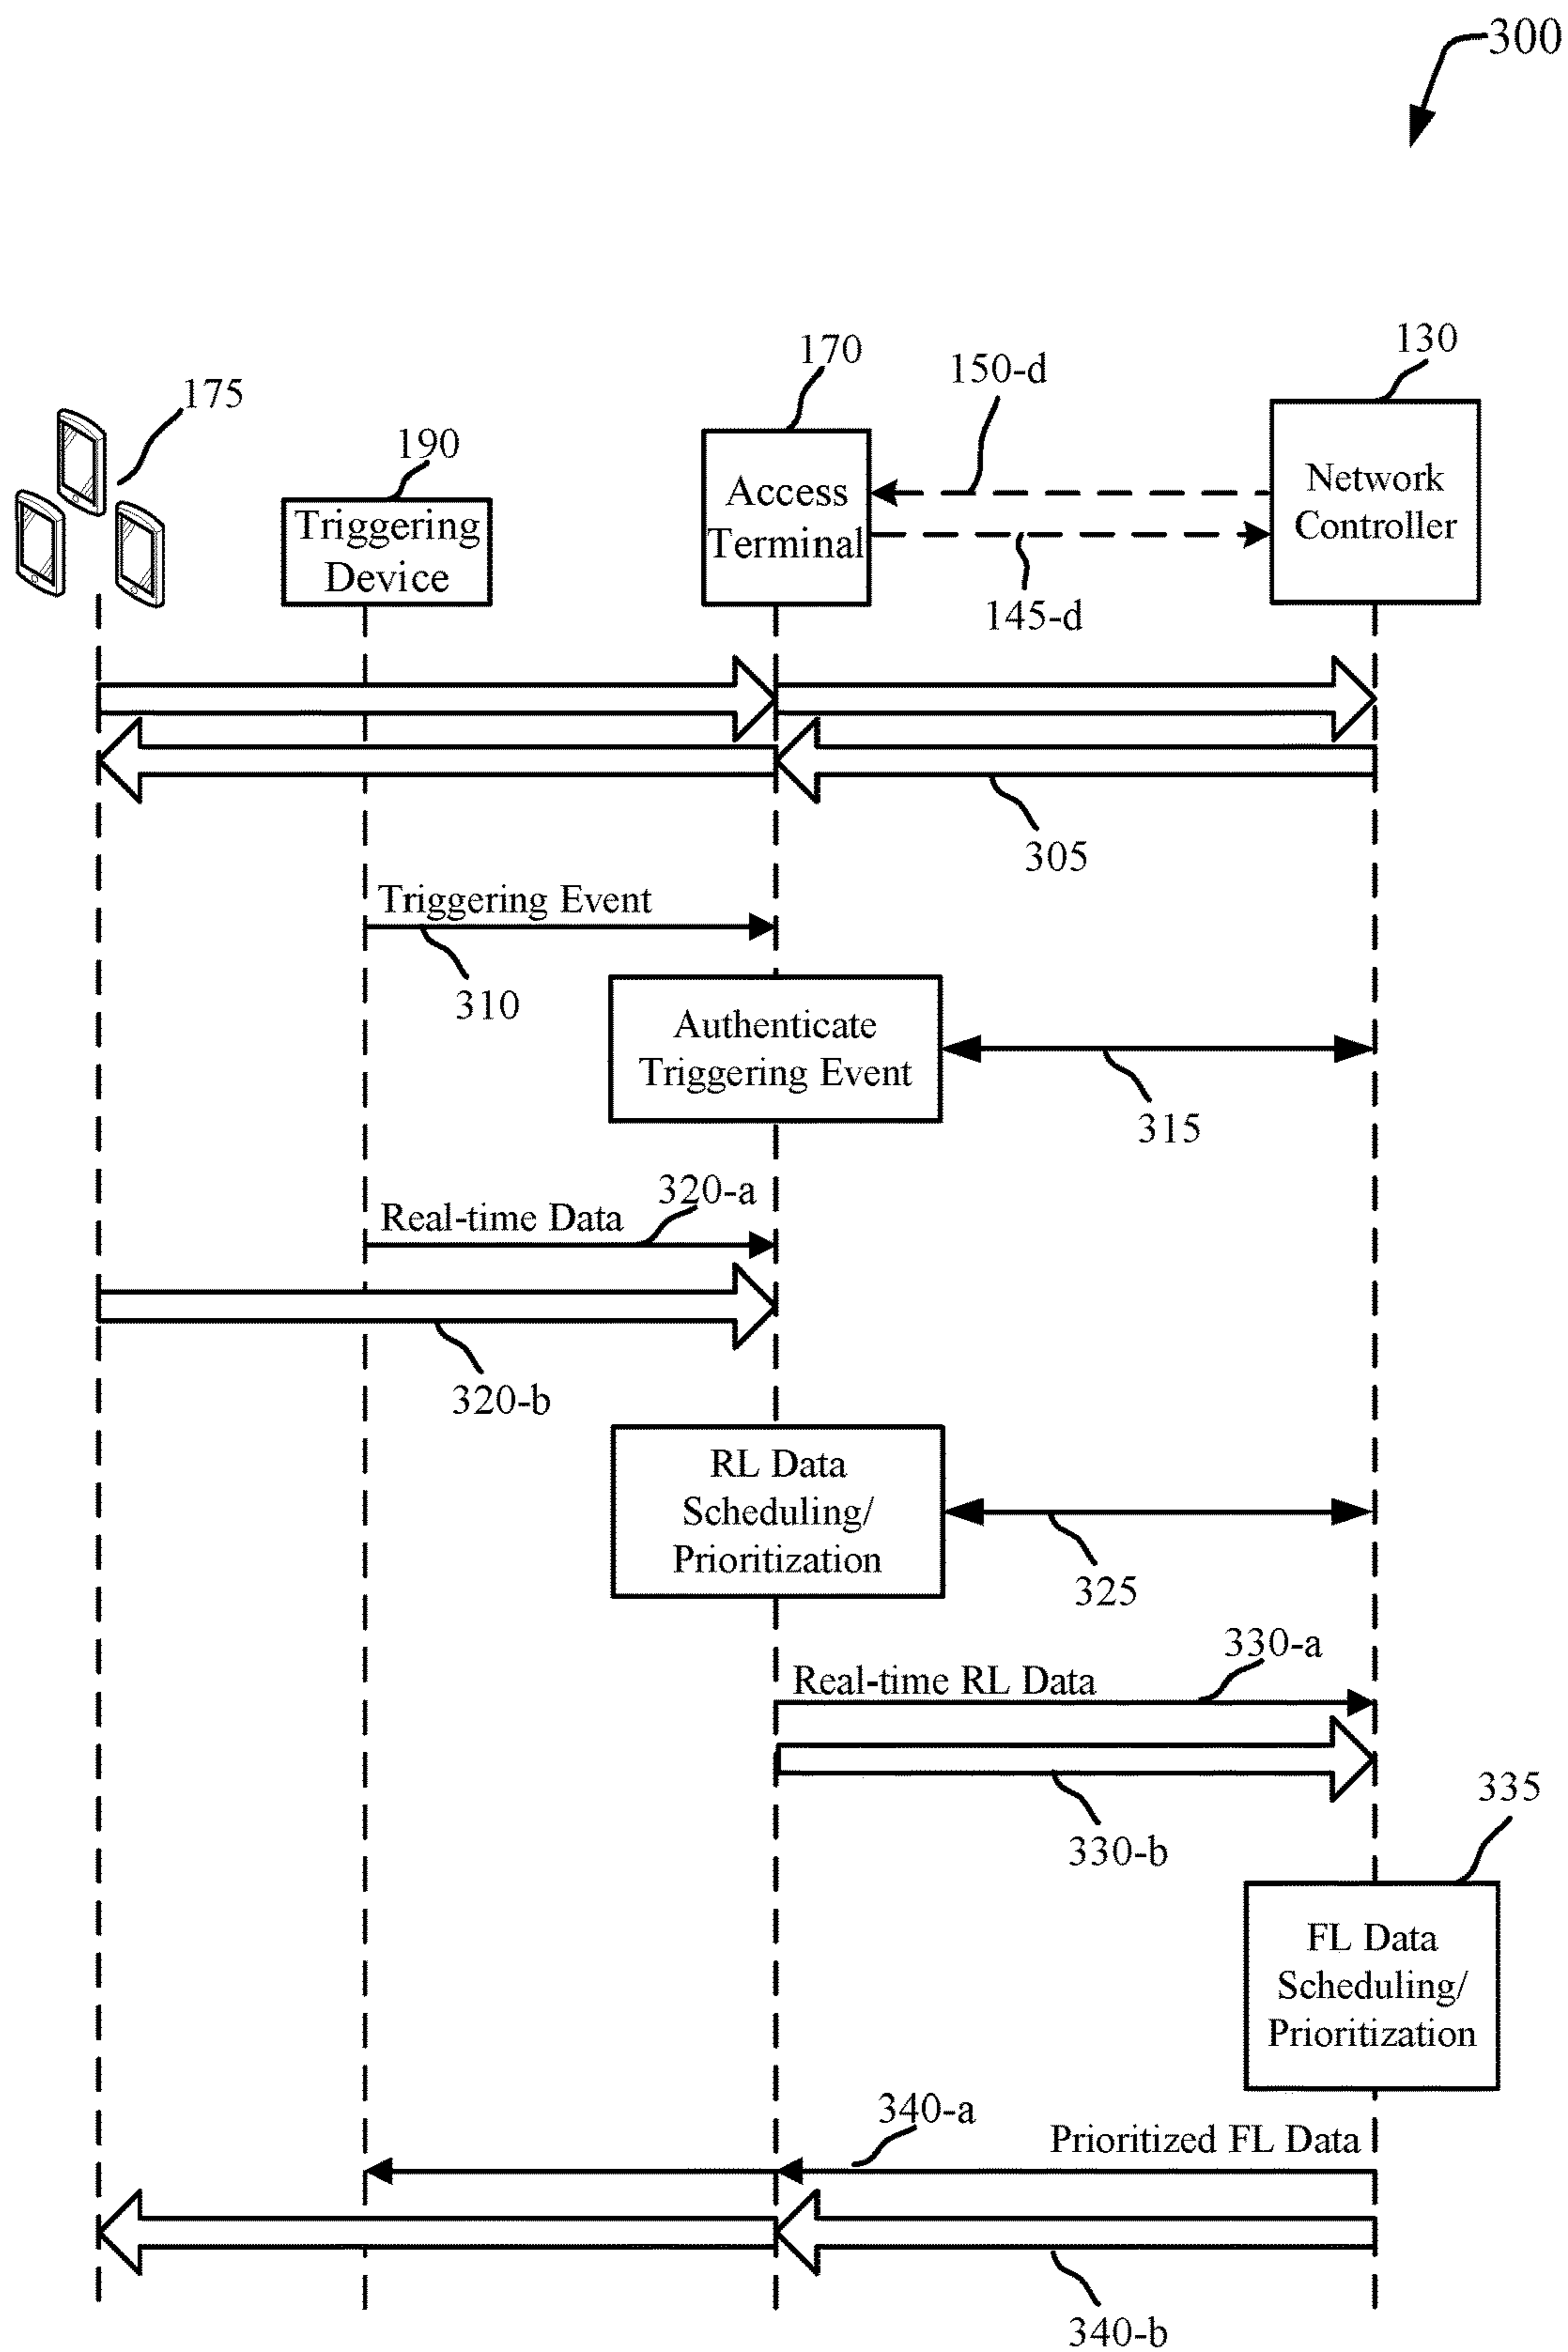 300
175
190
Triggering
Device
170
Access
Terminal
150-d
145-d
130
Network
Controller
305
Triggering Event
310
Authenticate
Triggering Event
315
320-a
Real-time Data
320-b
RL Data
Scheduling/
Prioritization
325
330-a
Real-time RL Data
330-b
335
FL Data
Scheduling/
Prioritization
340-a
Prioritized FL Data
340-b